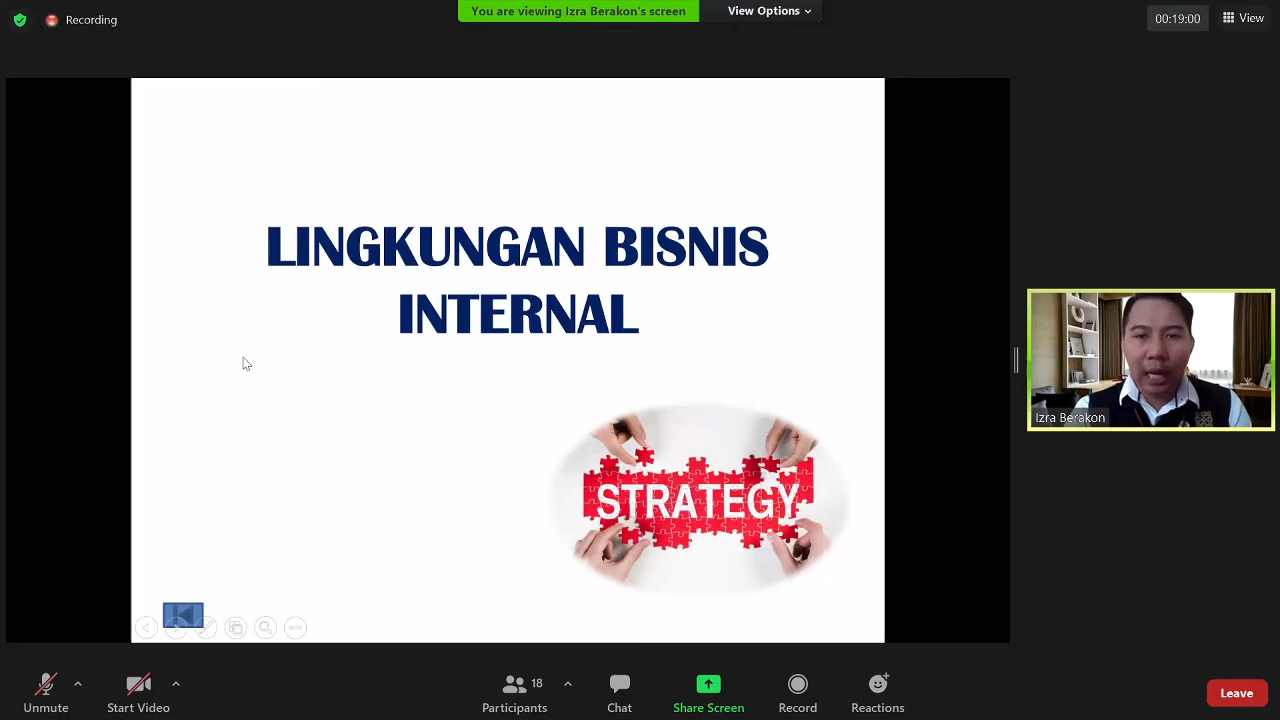 Recording
You are viewing Izra Berakon's screen
View Options
00:19:00
View
LINGKUNGAN BISNIS
INTERNAL
STRATEGY
Izra Berakon
Unmute
Start Video
18
Participants
Chat
Share Screen
Record
Reactions
Leave